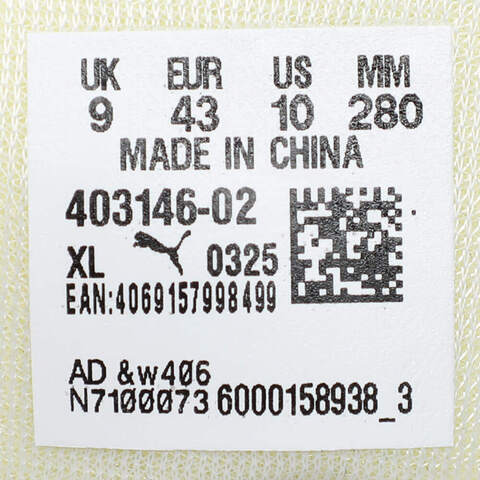 UK EUR US MM
9 43 10 280
MADE IN CHINA
403146-02
XL 0325
EAN:4069157998499
AD &w406
N7100073 6000158938_3